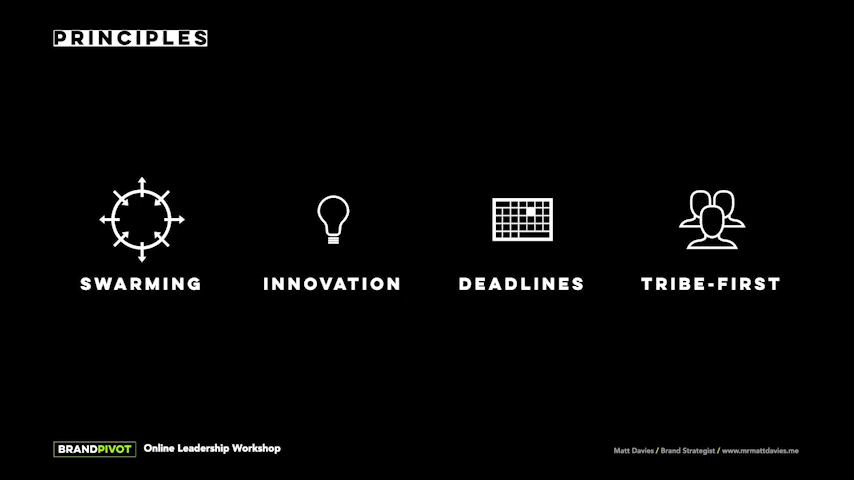 PRINCIPLES
SWARMING
INNOVATION
DEADLINES
TRIBE-FIRST
BRANDPIVOT Online Leadership Workshop
Matt Davies / Brand Strategist / www.mrmattdavies.me